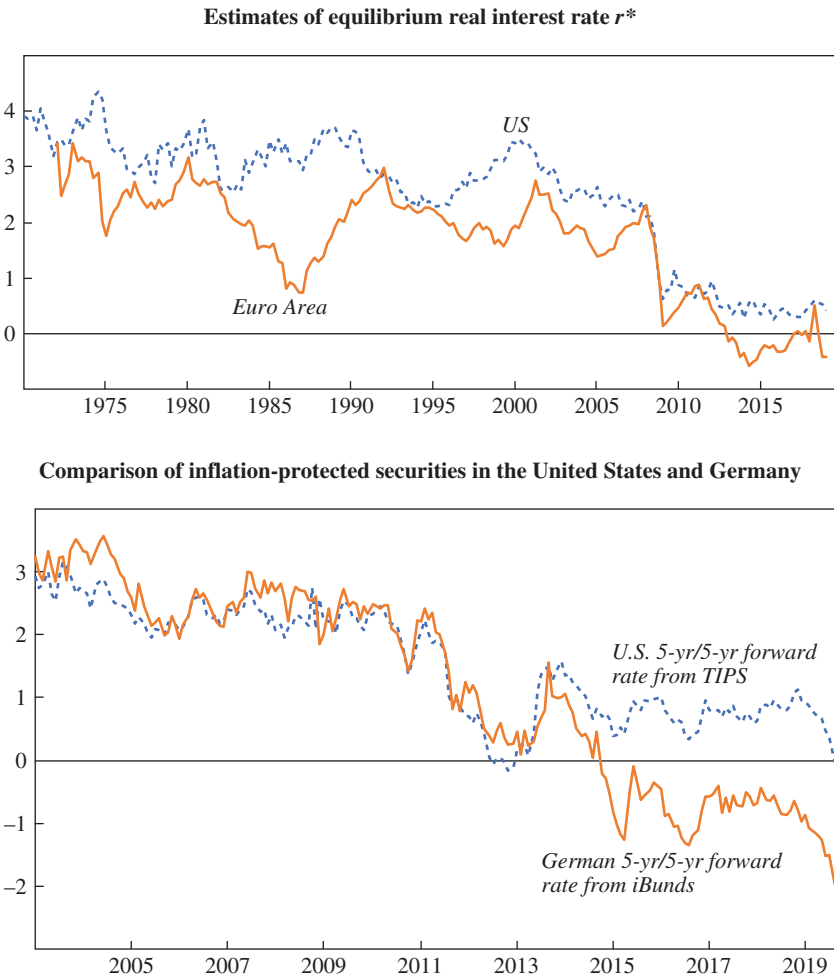 Estimates of equilibrium real interest rate r*
4
3
2
1
0
US
Euro Area
1975 1980 1985 1990 1995 2000 2005 2010 2015
Comparison of inflation-protected securities in the United States and Germany
3
2
1
0
−1
−2
U.S. 5-yr/5-yr forward
rate from TIPS
German 5-yr/5-yr forward
rate from iBunds
2005 2007 2009 2011 2013 2015 2017 2019